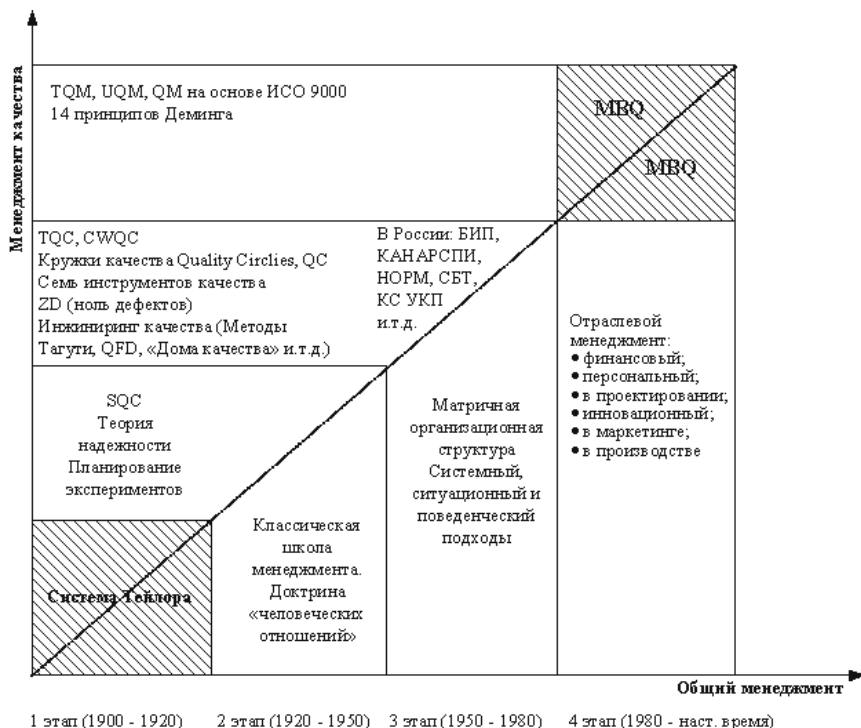 Менеджмент качества
TQM, UQM, QM на основе ИСО 9000
14 принципов Деминга
MBQ
MBQ
TQC, CWQC
Кружки качества Quality Circlies, QC
Семь инструментов качества
ZD (ноль дефектов)
Инжиниринг качества (Методы
Тагути, QFD, «Дома качества» и.т.д.)
В России: БИП,
КАНАРСПИ,
НОРМ, СБТ,
КС УКП
и.т.д.
SQC
Теория
надежности
Планирование
экспериментов
Система Тейлора
Классическая
школа
менеджмента.
Доктрина
«человеческих
отношений»
Матричная
организационная
структура
Системный,
ситуационный и
поведенческий
подходы
Отраслевой
менеджмент:
● финансовый;
● персональный;
● в проектировании;
● инновационный;
● в маркетинге;
● в производстве
Общий менеджмент
1 этап (1900 - 1920) 2 этап (1920 - 1950) 3 этап (1950 - 1980) 4 этап (1980 - наст. время)